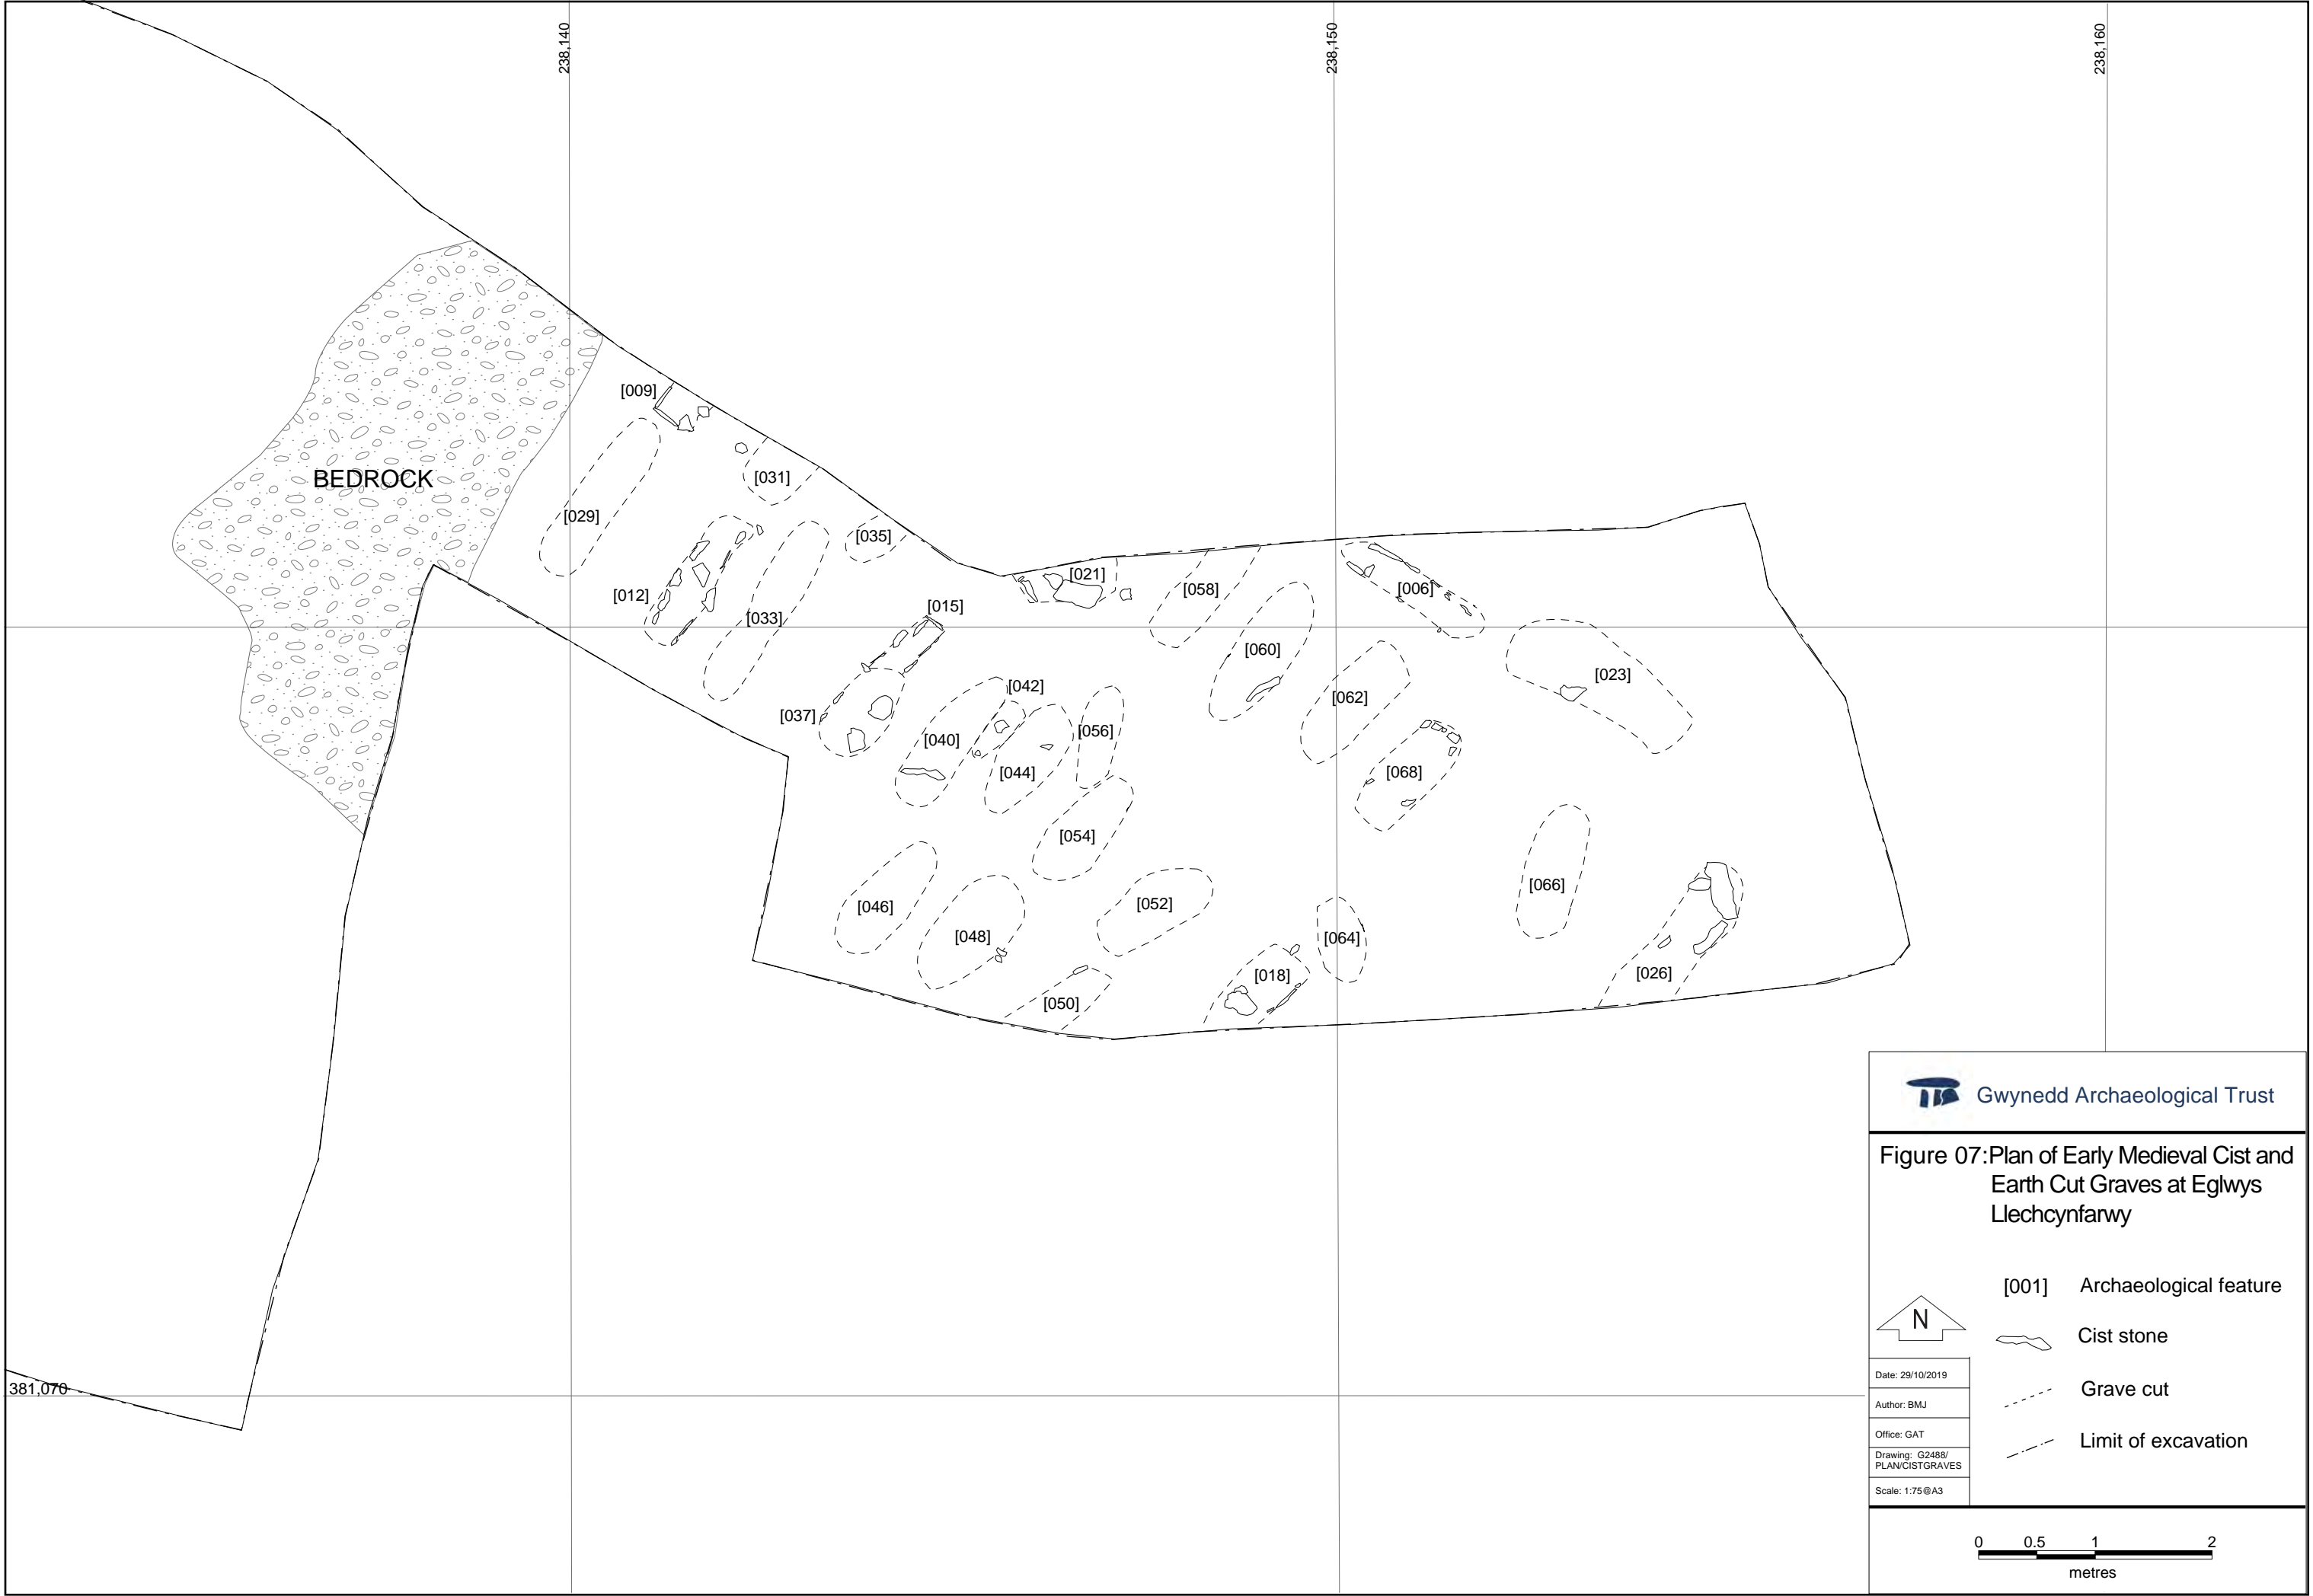 238,140
238,150
238,160
[009]
BEDROCK
[031]
[029]
[035]
[021]
[058]
[006]
[012]
[015]
[033]
[060]
[023]
[042]
[062]
[037]
[040]
[056]
[044]
[068]
[054]
[066]
[046]
[052]
[048]
[064]
[018]
[026]
[050]
381,070
Gwynedd Archaeological Trust
Figure 07:Plan of Early Medieval Cist and
Earth Cut Graves at Eglwys
Llechcynfarwy
[001] Archaeological feature
N
Cist stone
Grave cut
Limit of excavation
Date: 29/10/2019
Author: BMJ
Office: GAT
Drawing: G2488/
PLAN/CISTGRAVES
Scale: 1:75@A3
0 0.5 1 2
metres